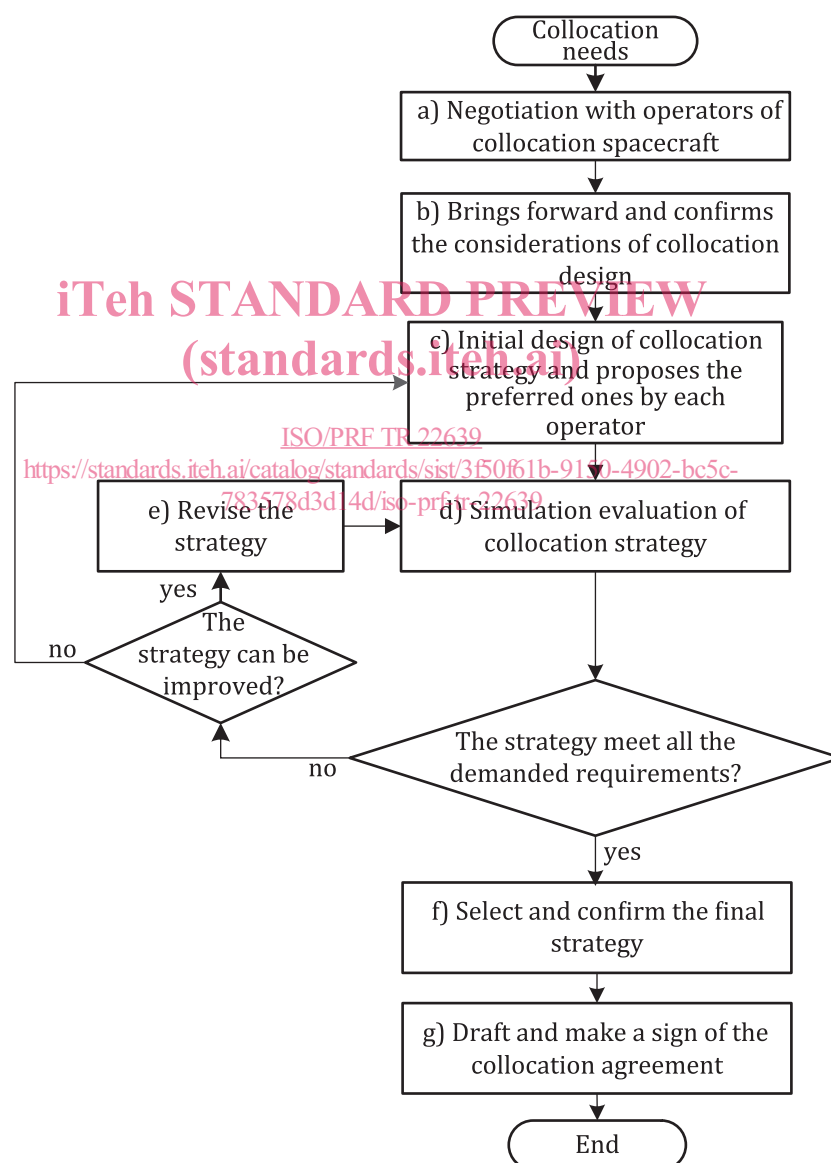 Collocation
needs
a) Negotiation with operators of
collocation spacecraft
b) Brings forward and confirms
the considerations of collocation
design
iTeh STANDARD PREVIEW
(standards.iteh.ai)
c) Initial design of collocation
strategy and proposes the
preferred ones by each
operator
ISO/PRF TR 22639
https://standards.iteh.ai/catalog/standards/sist/3f50f61b-9150-4902-bc5c-
783578d3d14d/iso-prf-tr-22639
e) Revise the
strategy
d) Simulation evaluation of
collocation strategy
yes
The
strategy can be
improved?
no
The strategy meet all the
demanded requirements?
no
yes
f) Select and confirm the final
strategy
g) Draft and make a sign of the
collocation agreement
End